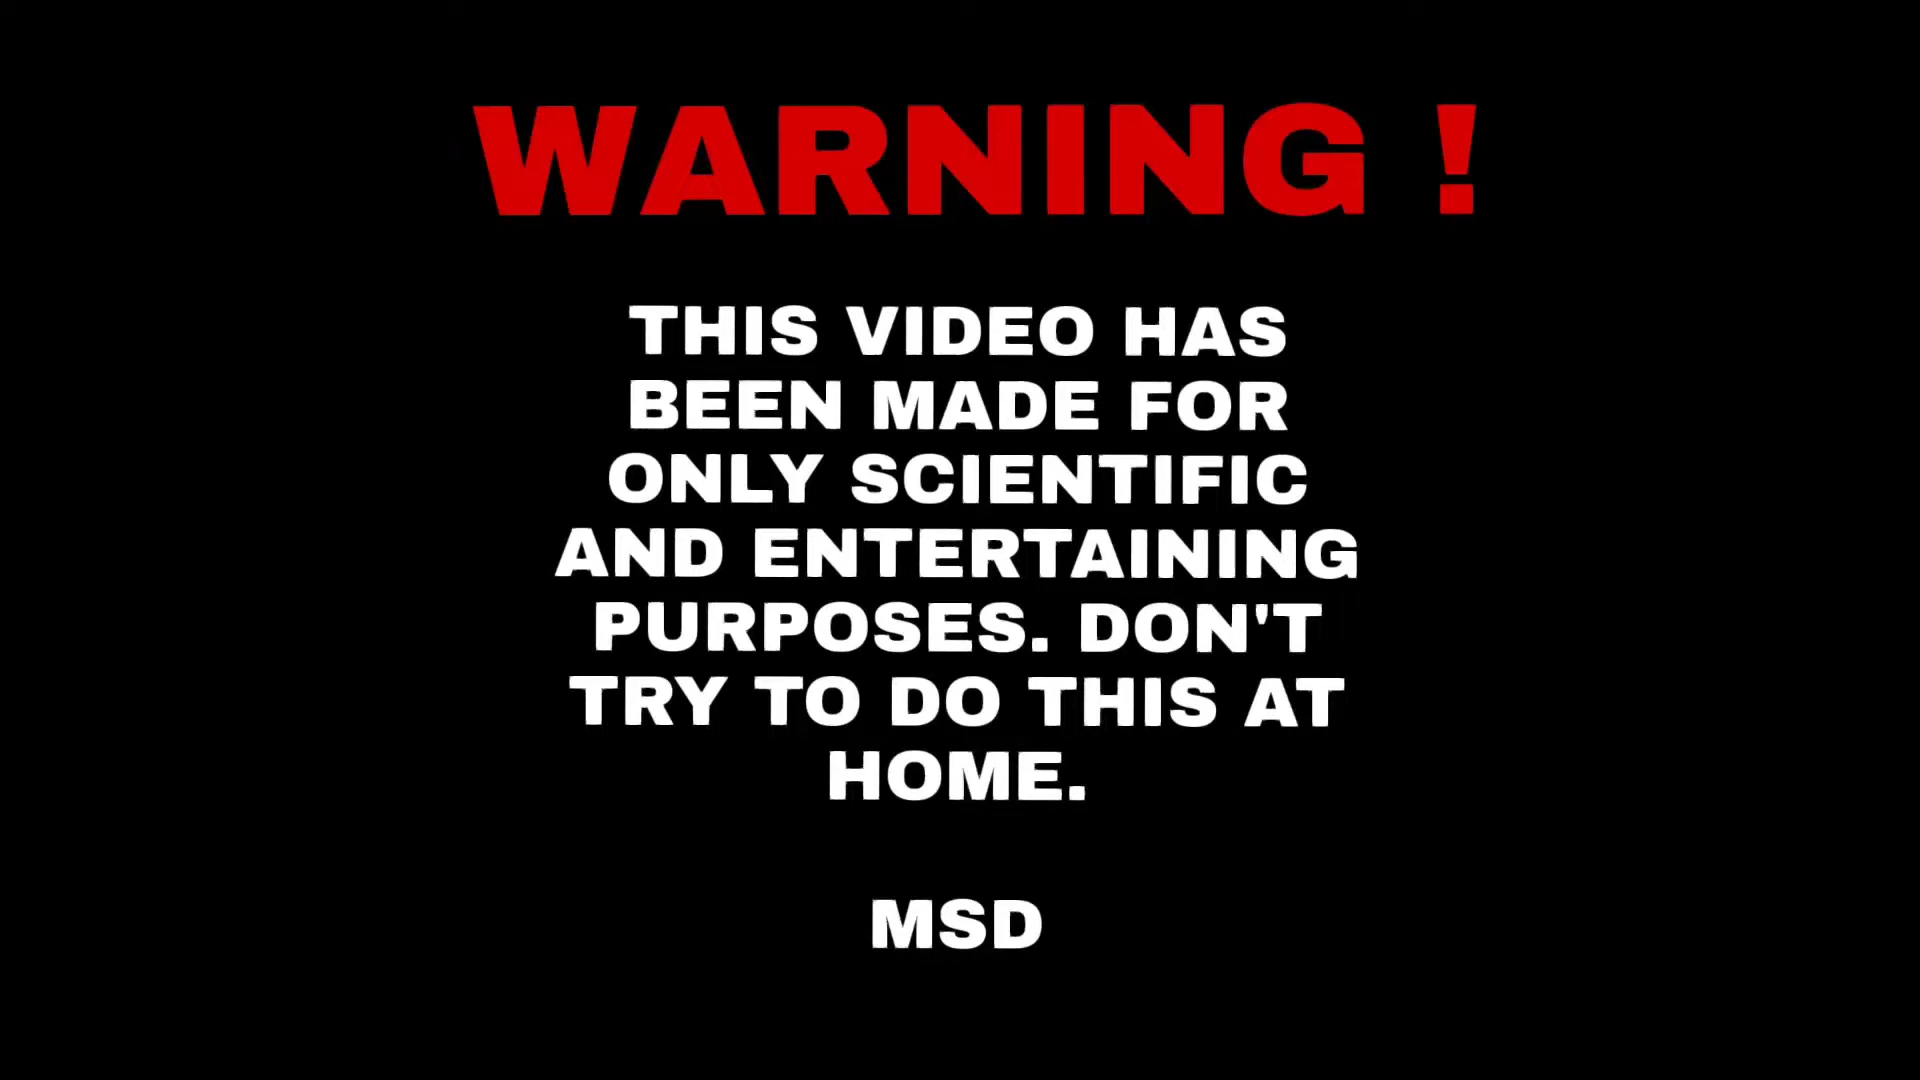 WARNING !
THIS VIDEO HAS
BEEN MADE FOR
ONLY SCIENTIFIC
AND ENTERTAINING
PURPOSES. DON'T
TRY TO DO THIS AT
HOME.
MSD